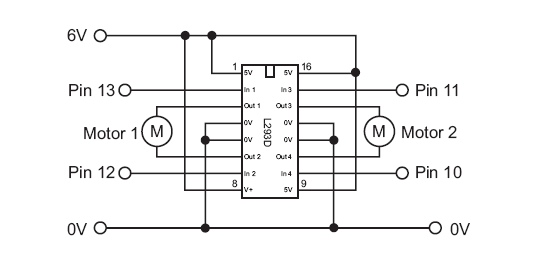 6V
1 16
5V 5V
Pin 13 In 1 In 3 Pin 11
Out 1 Out 3
0V 0V
Motor 1 M L293D M Motor 2
0V 0V
Out 2 Out 4
Pin 12 In 2 In 4 Pin 10
8 9
V+ 5V
0V 0V